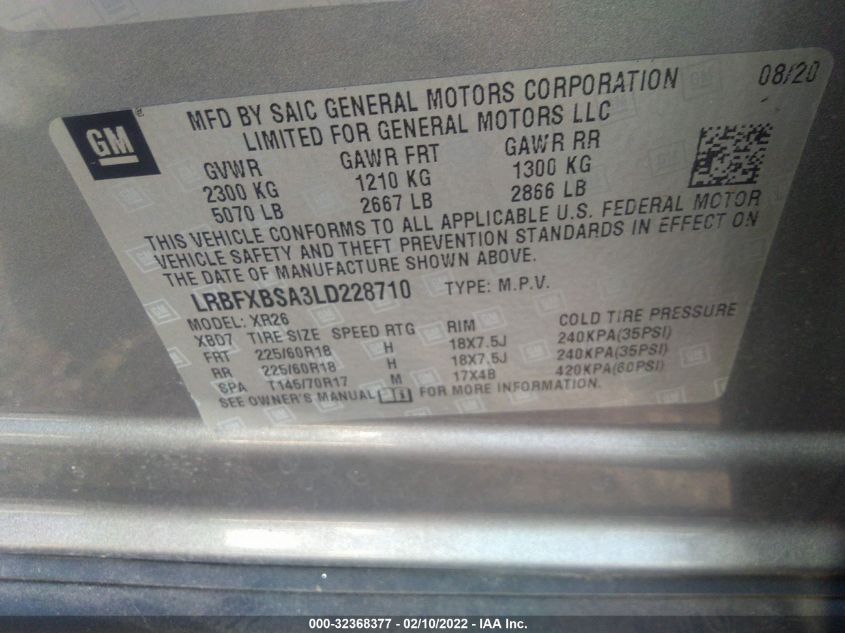 GM
MFD BY SAIC GENERAL MOTORS CORPORATION 08/20
LIMITED FOR GENERAL MOTORS LLC
GVWR GAWR FRT GAWR RR
2300 KG 1210 KG 1300 KG
5070 LB 2667 LB 2866 LB
THIS VEHICLE CONFORMS TO ALL APPLICABLE U.S. FEDERAL MOTOR
VEHICLE SAFETY AND THEFT PREVENTION STANDARDS IN EFFECT ON
THE DATE OF MANUFACTURE SHOWN ABOVE.
LRBFXBSA3LD228710 TYPE: M.P.V.
MODEL: XR26
XBD7 TIRE SIZE SPEED RTG RIM COLD TIRE PRESSURE
FRT 225/60R18 H 18X7.5J 240KPA(35PSI)
RR 225/60R18 H 18X7.5J 240KPA(35PSI)
SPA T145/70R17 M 17X4B 420KPA(60PSI)
SEE OWNER'S MANUAL FOR MORE INFORMATION.
000-32368377 — 02/10/2022 — IAA Inc.